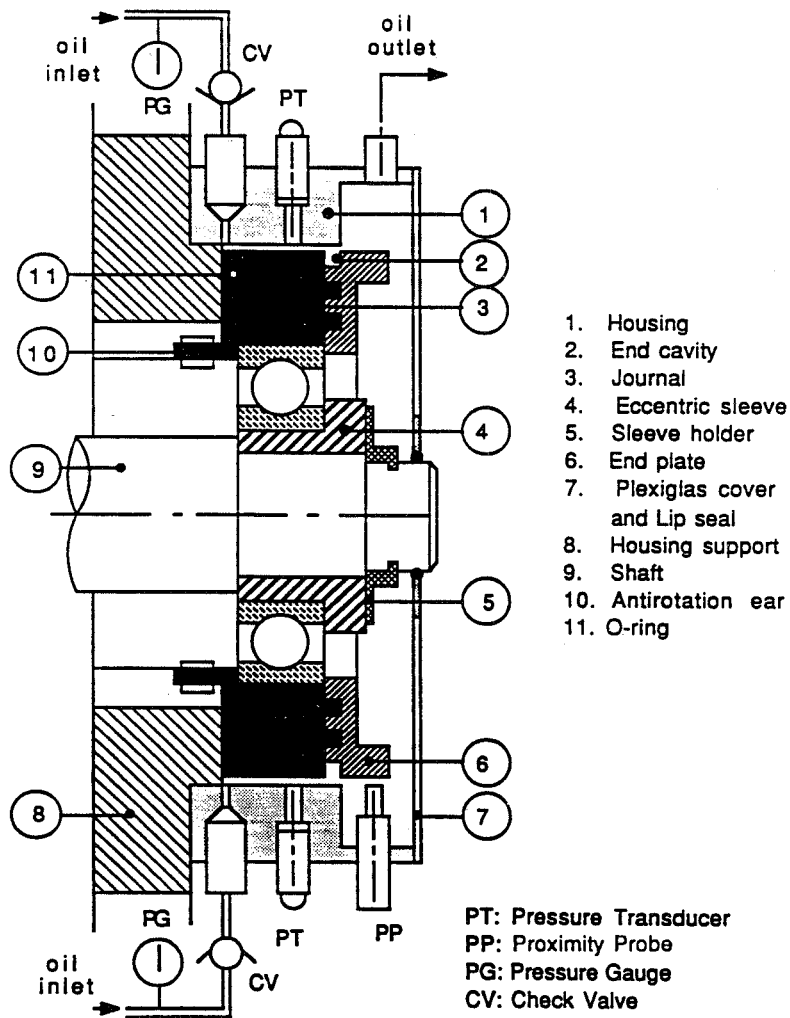 oil
inlet
PG
CV
PT
oil
outlet
1
2
3
4
5
6
7
8
9
10
11
1. Housing
2. End cavity
3. Journal
4. Eccentric sleeve
5. Sleeve holder
6. End plate
7. Plexiglas cover
and Lip seal
8. Housing support
9. Shaft
10. Antirotation ear
11. O-ring
PG
oil
inlet
CV
PT
PP
PT: Pressure Transducer
PP: Proximity Probe
PG: Pressure Gauge
CV: Check Valve